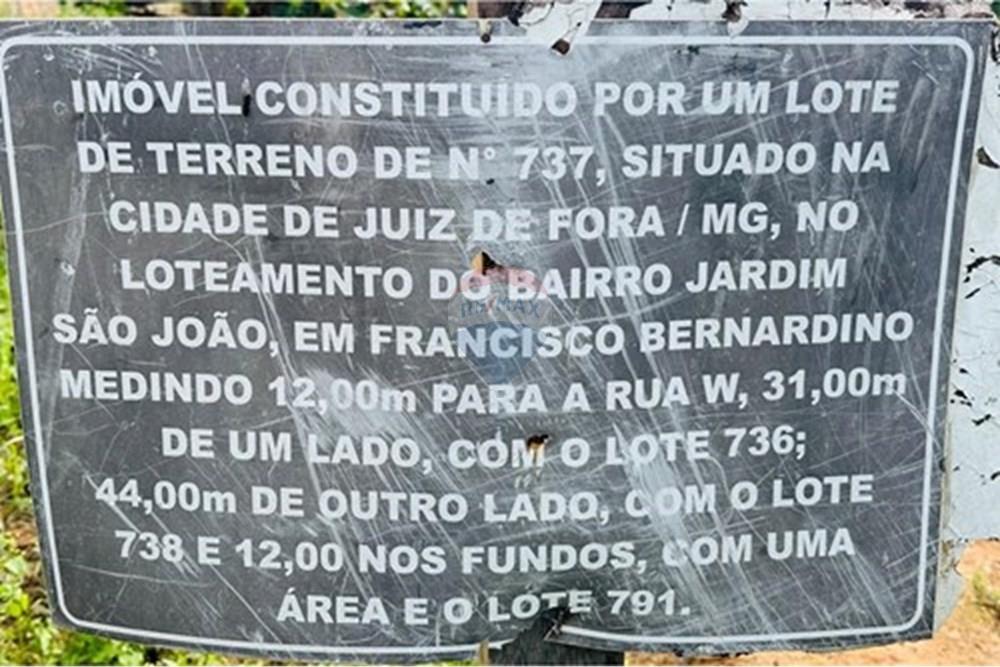 IMÓVEL CONSTITUIDO POR UM LOTE
DE TERRENO DE N° 737, SITUADO NA
CIDADE DE JUIZ DE FORA / MG, NO
LOTEAMENTO DO BAIRRO JARDIM
SÃO JOÃO, EM FRANCISCO BERNARDINO
MEDINDO 12,00m PARA A RUA W, 31,00m
DE UM LADO, COM O LOTE 736;
44,00m DE OUTRO LADO, COM O LOTE
738 E 12,00 NOS FUNDOS, COM UMA
ÁREA E O LOTE 791.
RE/MAX